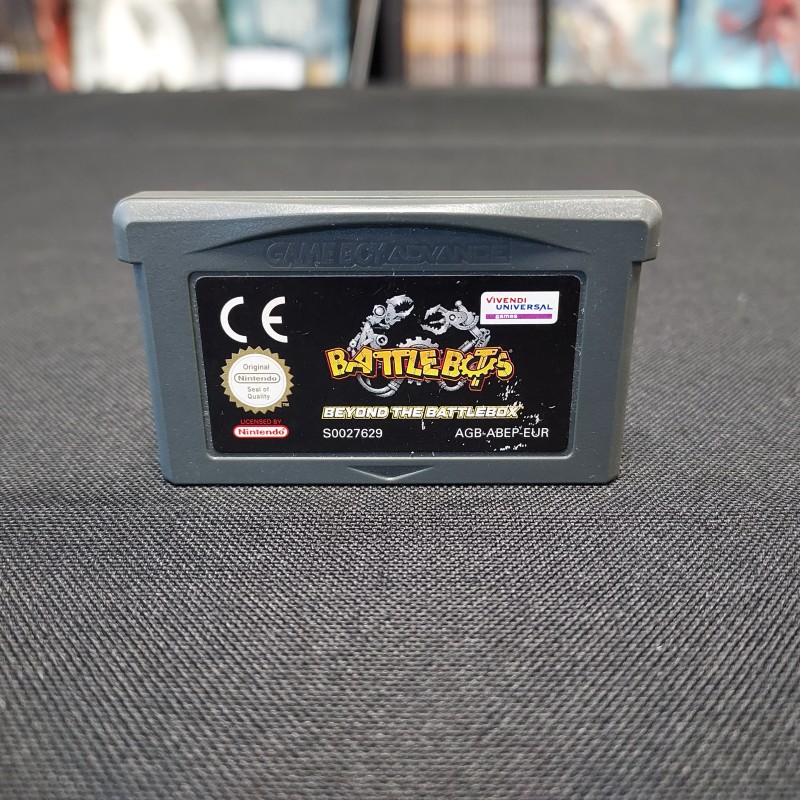 GAME BOY ADVANCE
CE
VIVENDI
UNIVERSAL
games
BATTLEBOTS
BEYOND THE BATTLEBOX
Original
Nintendo
Seal of
Quality
TM
LICENSED BY
Nintendo
S0027629
AGB-ABEP-EUR